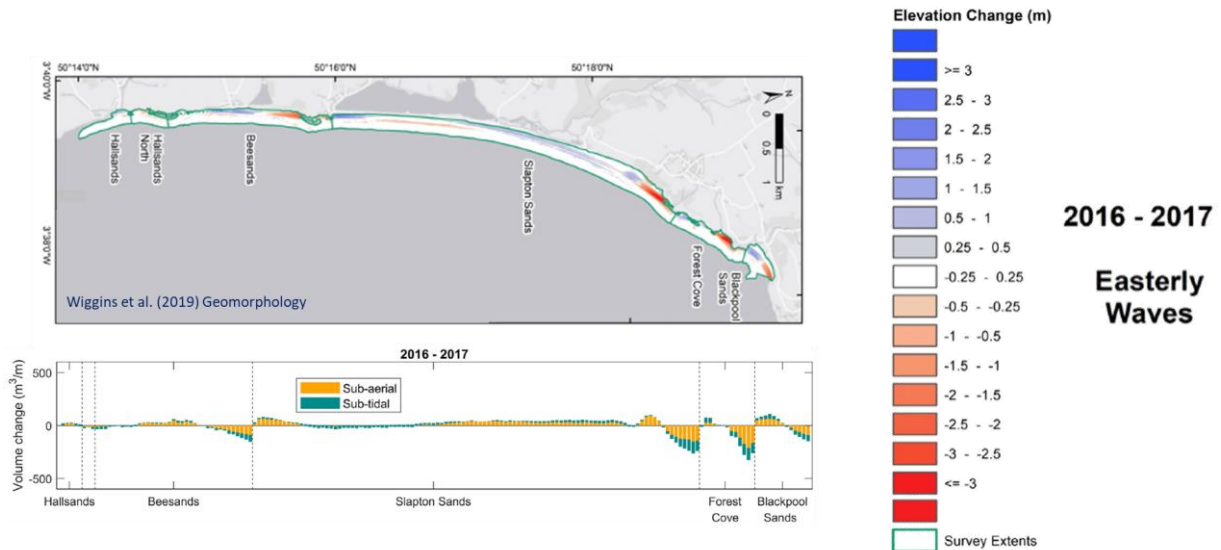 50°14'0"N
50°16'0"N
50°18'0"N
3°40'0"W
3°38'0"W
N
0
0.5
1
km
Hallsands
Hallsands
North
Beesands
Slapton Sands
Forest Cove
Blackpool
Sands
Wiggins et al. (2019) Geomorphology
2016 - 2017
Volume change (m³/m)
500
0
-500
Sub-aerial
Sub-tidal
Hallsands
Beesands
Slapton Sands
Forest
Cove
Blackpool
Sands
Elevation Change (m)
>= 3
2.5 - 3
2 - 2.5
1.5 - 2
1 - 1.5
0.5 - 1
0.25 - 0.5
-0.25 - 0.25
-0.5 - -0.25
-1 - -0.5
-1.5 - -1
-2 - -1.5
-2.5 - -2
-3 - -2.5
<= -3
Survey Extents
2016 - 2017
Easterly
Waves